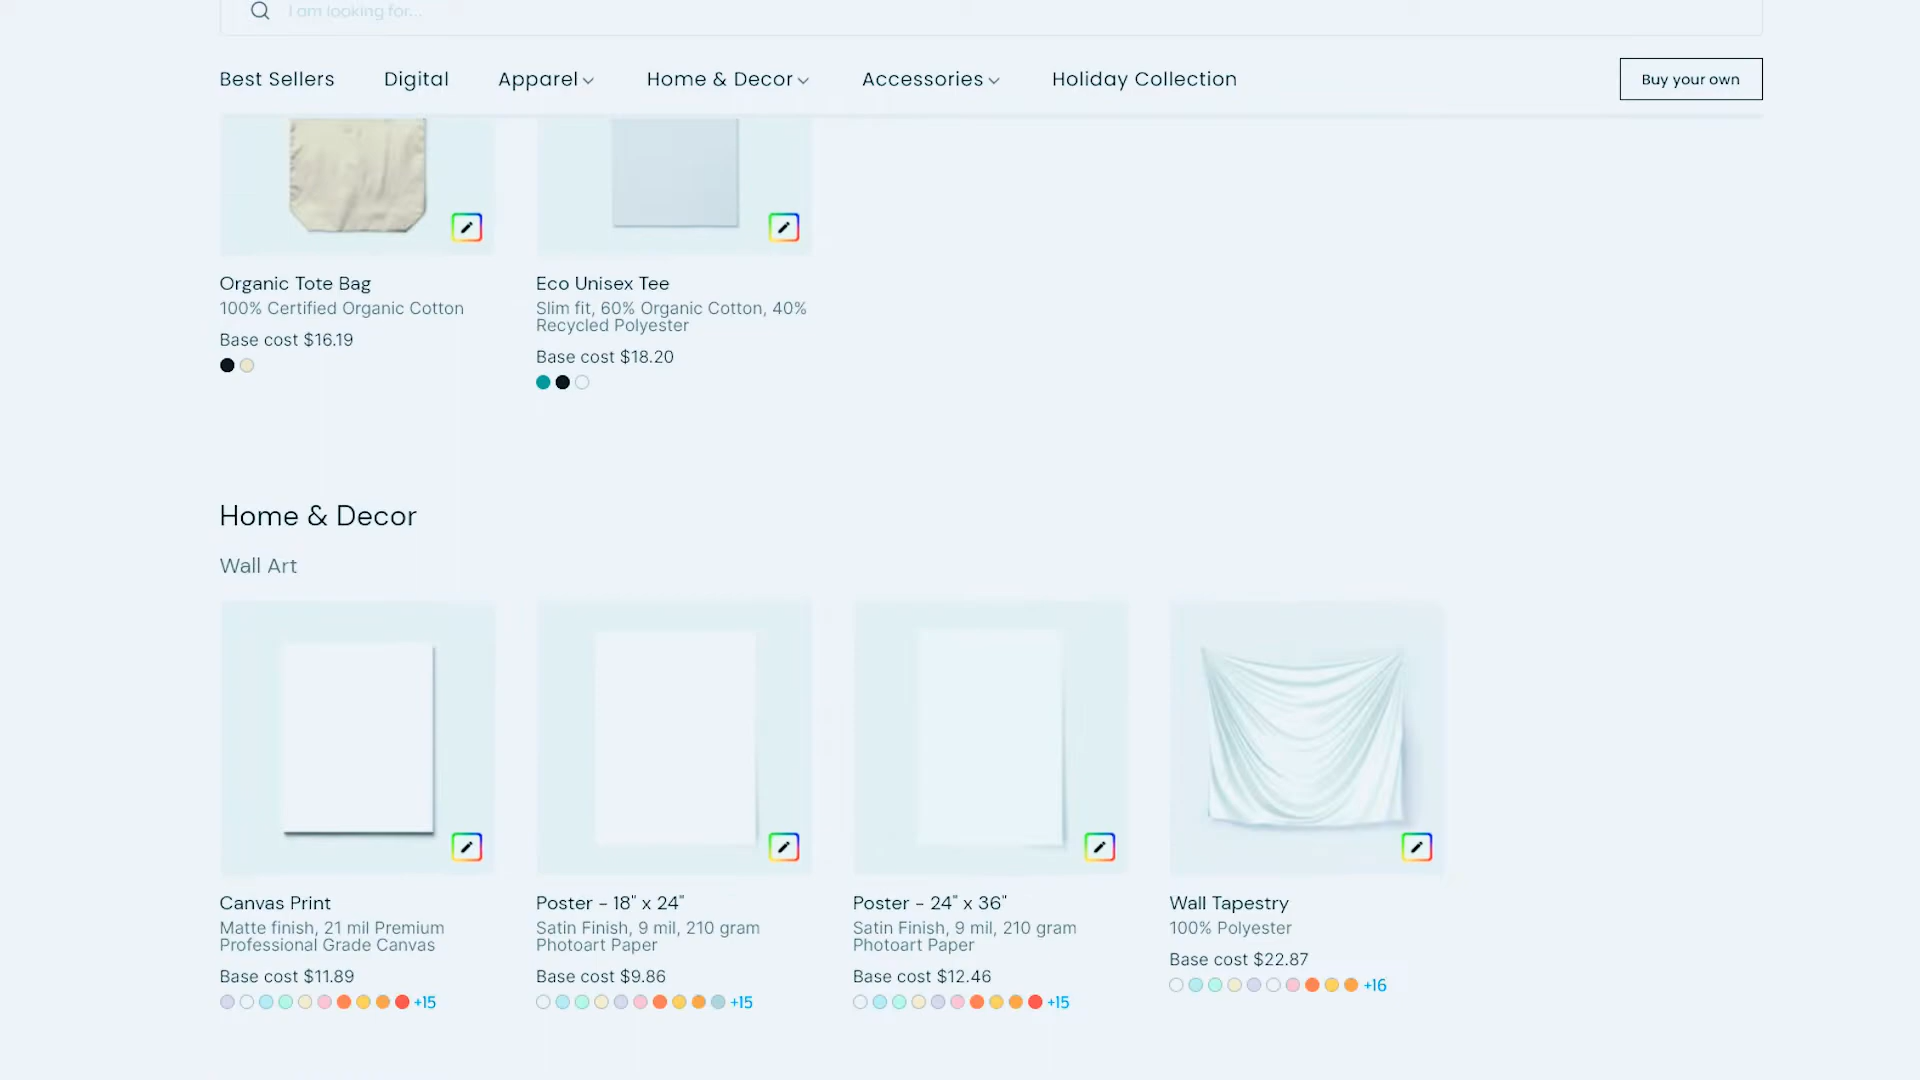 I am looking for...
Best Sellers
Digital
Apparel
Home & Decor
Accessories
Holiday Collection
Buy your own
Organic Tote Bag
100% Certified Organic Cotton
Base cost $16.19
Eco Unisex Tee
Slim fit, 60% Organic Cotton, 40%
Recycled Polyester
Base cost $18.20
Home & Decor
Wall Art
Canvas Print
Matte finish, 21 mil Premium
Professional Grade Canvas
Base cost $11.89
+15
Poster - 18" x 24"
Satin Finish, 9 mil, 210 gram
Photoart Paper
Base cost $9.86
+15
Poster - 24" x 36"
Satin Finish, 9 mil, 210 gram
Photoart Paper
Base cost $12.46
+15
Wall Tapestry
100% Polyester
Base cost $22.87
+16